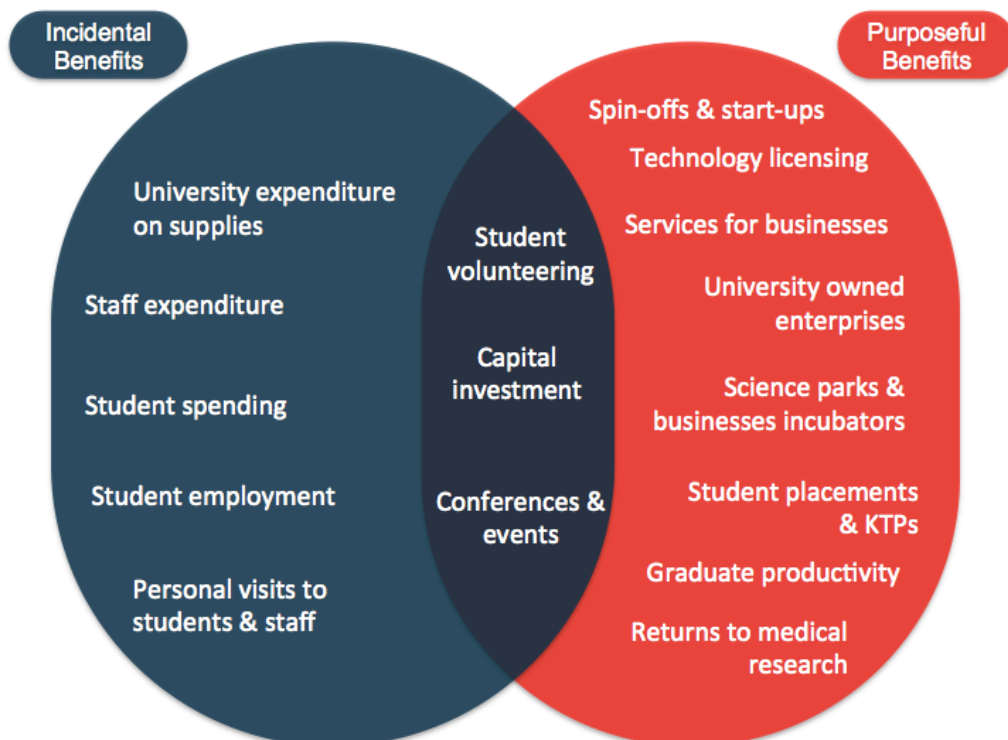 Incidental
Benefits
Purposeful
Benefits
University expenditure
on supplies
Staff expenditure
Student spending
Student employment
Personal visits to
students & staff
Student
volunteering
Capital
investment
Conferences &
events
Spin-offs & start-ups
Technology licensing
Services for businesses
University owned
enterprises
Science parks &
businesses incubators
Student placements
& KTPs
Graduate productivity
Returns to medical
research